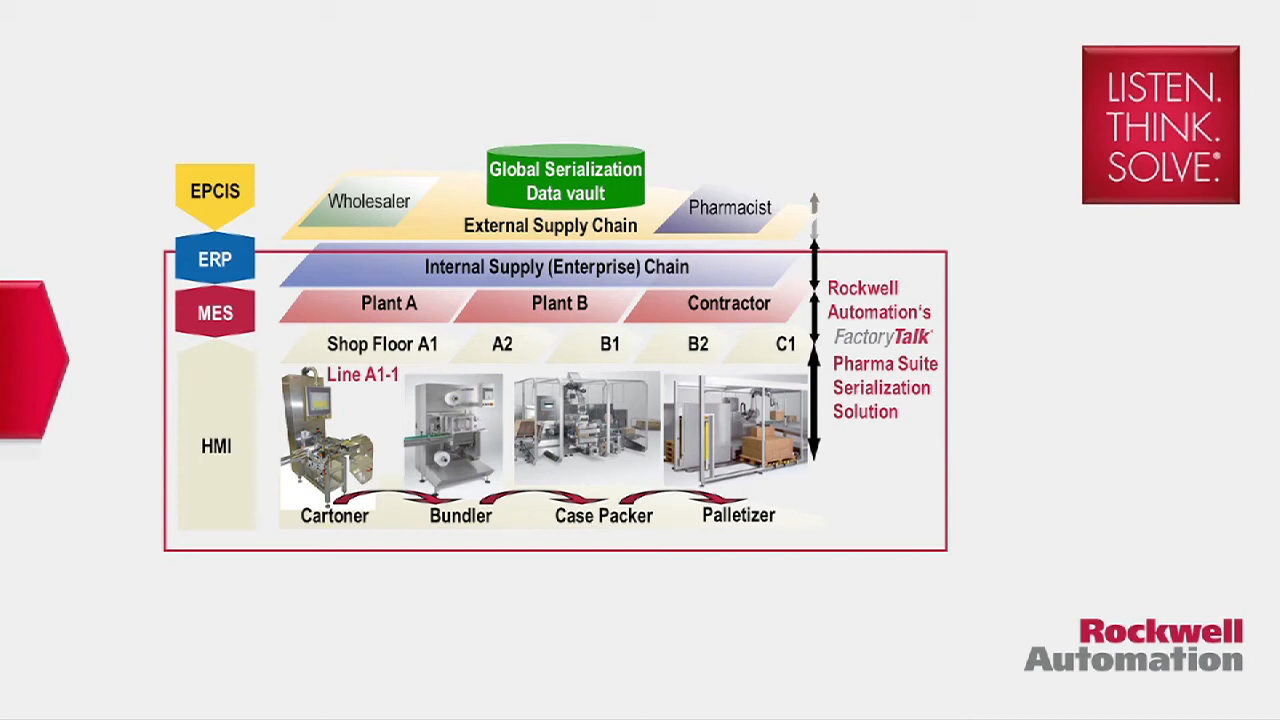 LISTEN.
THINK.
SOLVE.®
EPCIS
Wholesaler
Global Serialization
Data vault
Pharmacist
External Supply Chain
ERP
Internal Supply (Enterprise) Chain
MES
Plant A
Plant B
Contractor
Shop Floor A1
A2
B1
B2
C1
Line A1-1
HMI
Cartoner
Bundler
Case Packer
Palletizer
Rockwell
Automation‘s
FactoryTalk®
Pharma Suite
Serialization
Solution
Rockwell
Automation